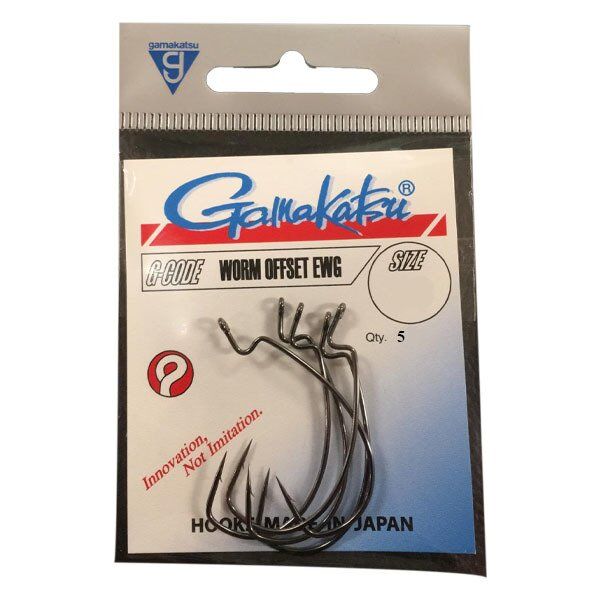 gamakatsu
g
Gamakatsu®
G-CODE WORM OFFSET EWG SIZE
Qty. 5
Innovation,
Not Imitation.
HOOKS MADE IN JAPAN